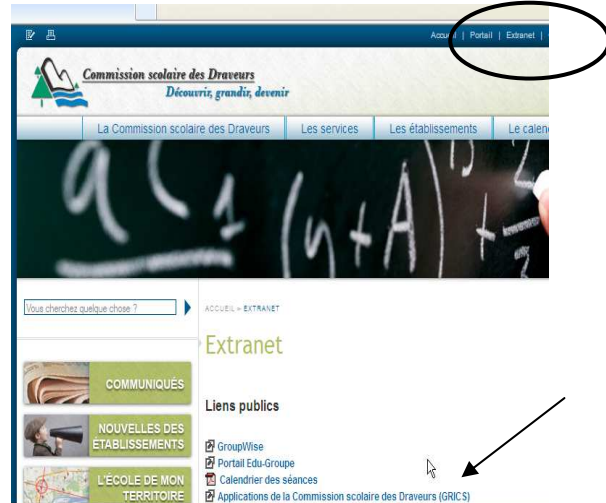 Accueil | Portail | Extranet |
Commission scolaire des Draveurs
Découvrir, grandir, devenir
La Commission scolaire des Draveurs Les services Les établissements Le calen
a c 1 (y + A) + 2
Vous cherchez quelque chose ?
ACCUEIL » EXTRANET
Extranet
COMMUNIQUÉS
Liens publics
NOUVELLES DES
ÉTABLISSEMENTS
GroupWise
Portail Edu-Groupe
Calendrier des séances
L'ÉCOLE DE MON
TERRITOIRE
Applications de la Commission scolaire des Draveurs (GRICS)